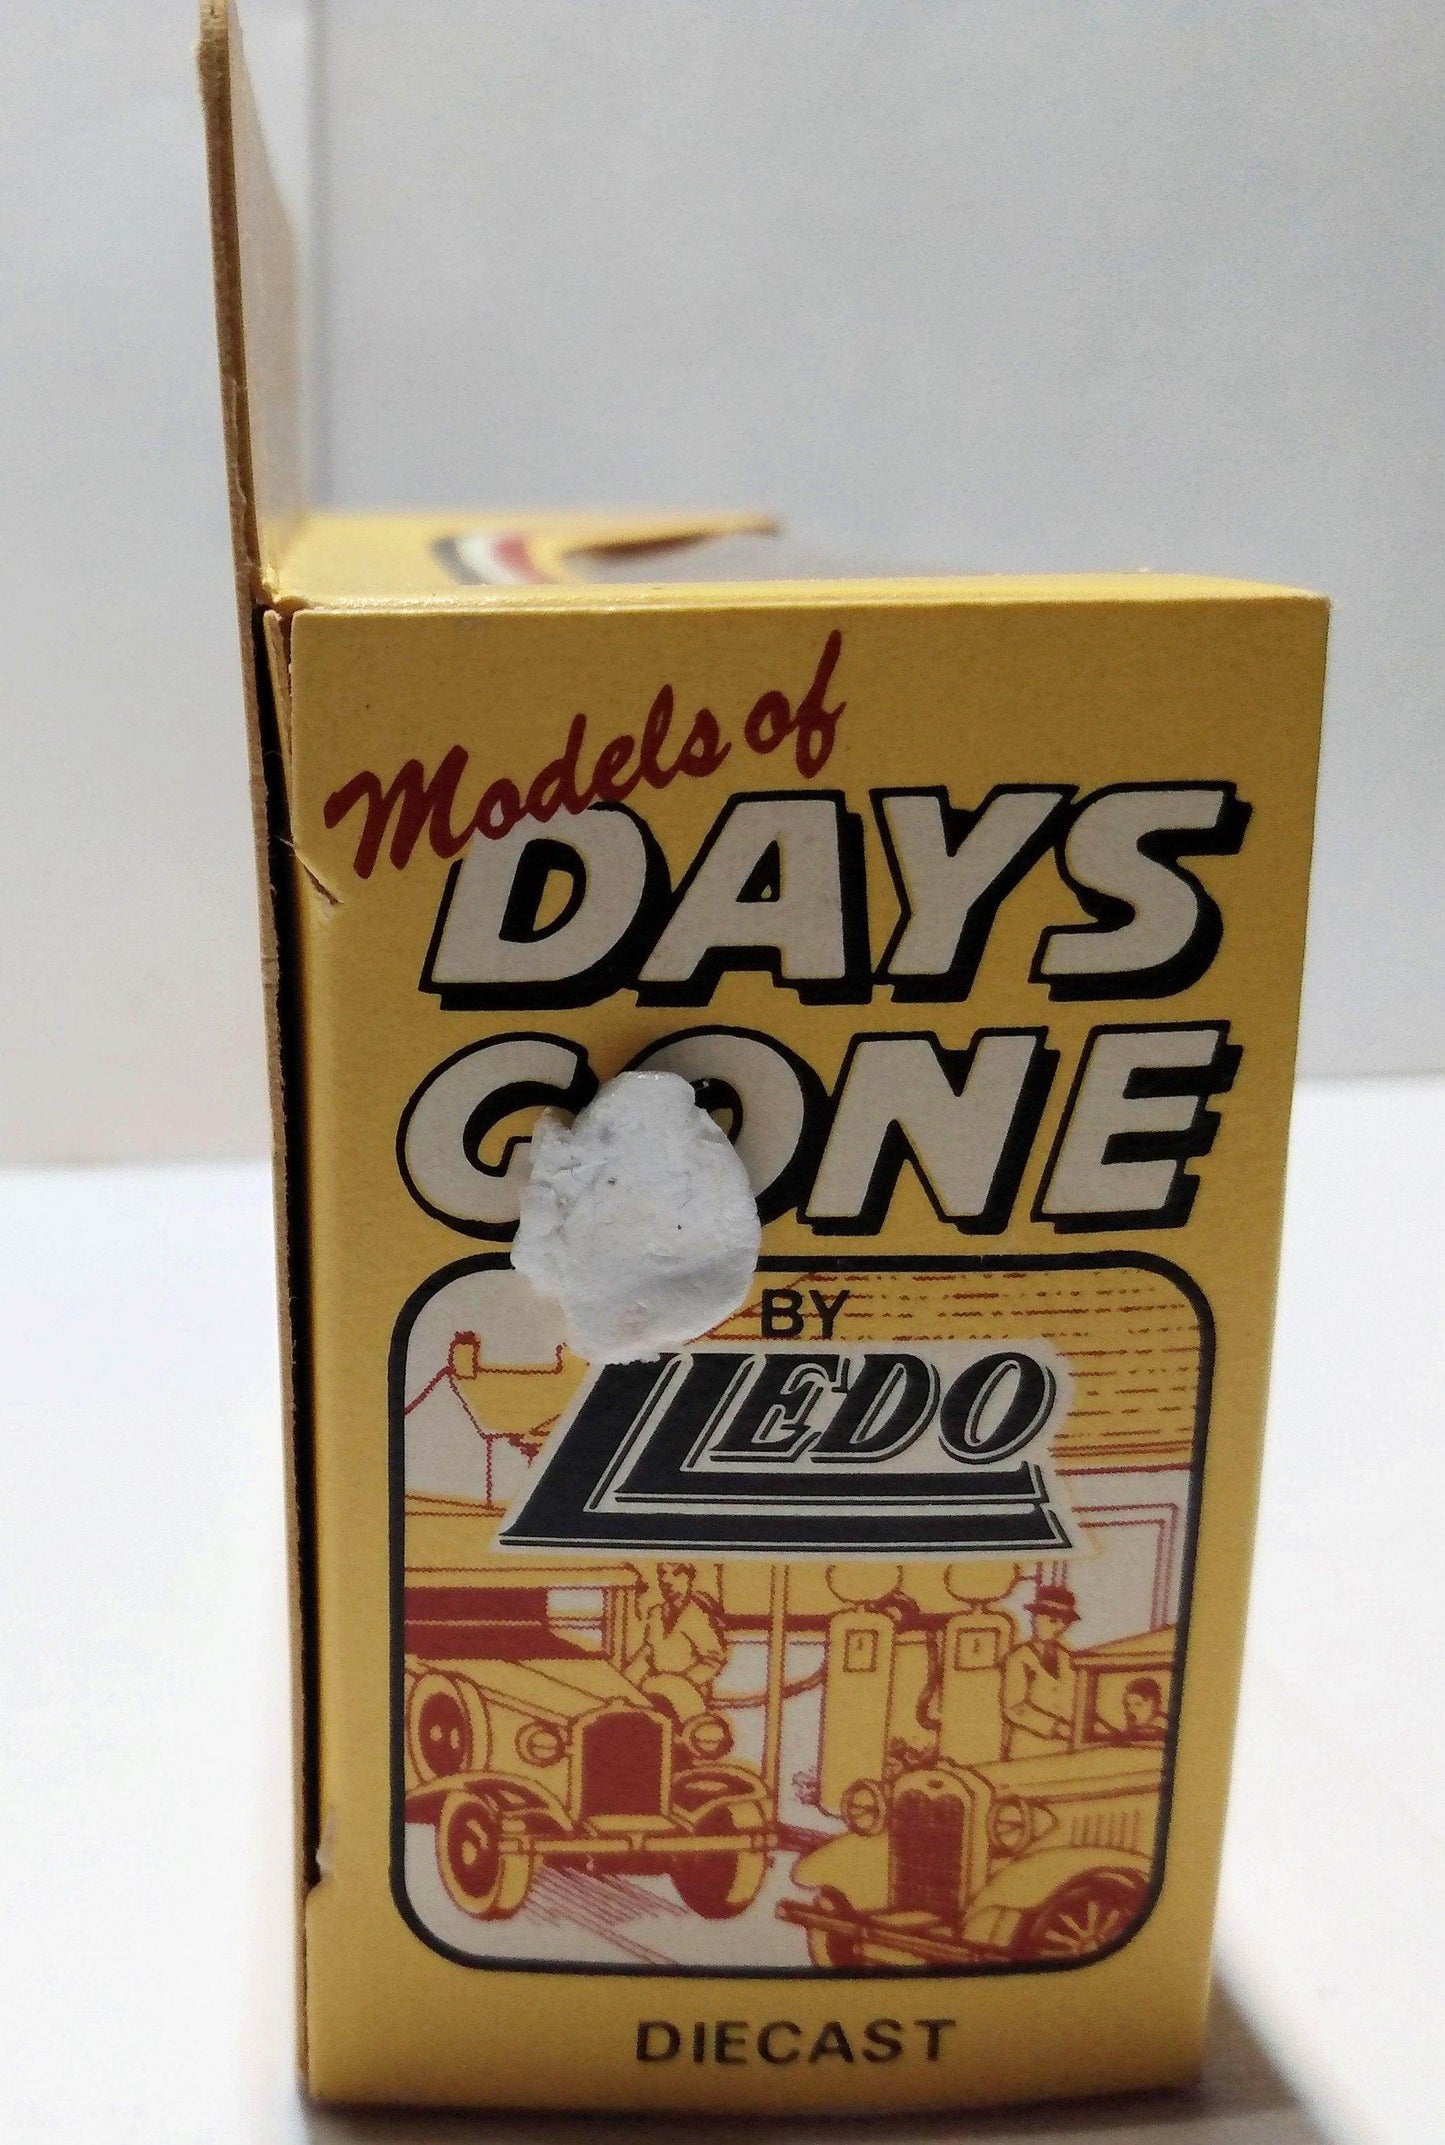 Models of
DAYS
GONE
BY
LLEDO
DIECAST